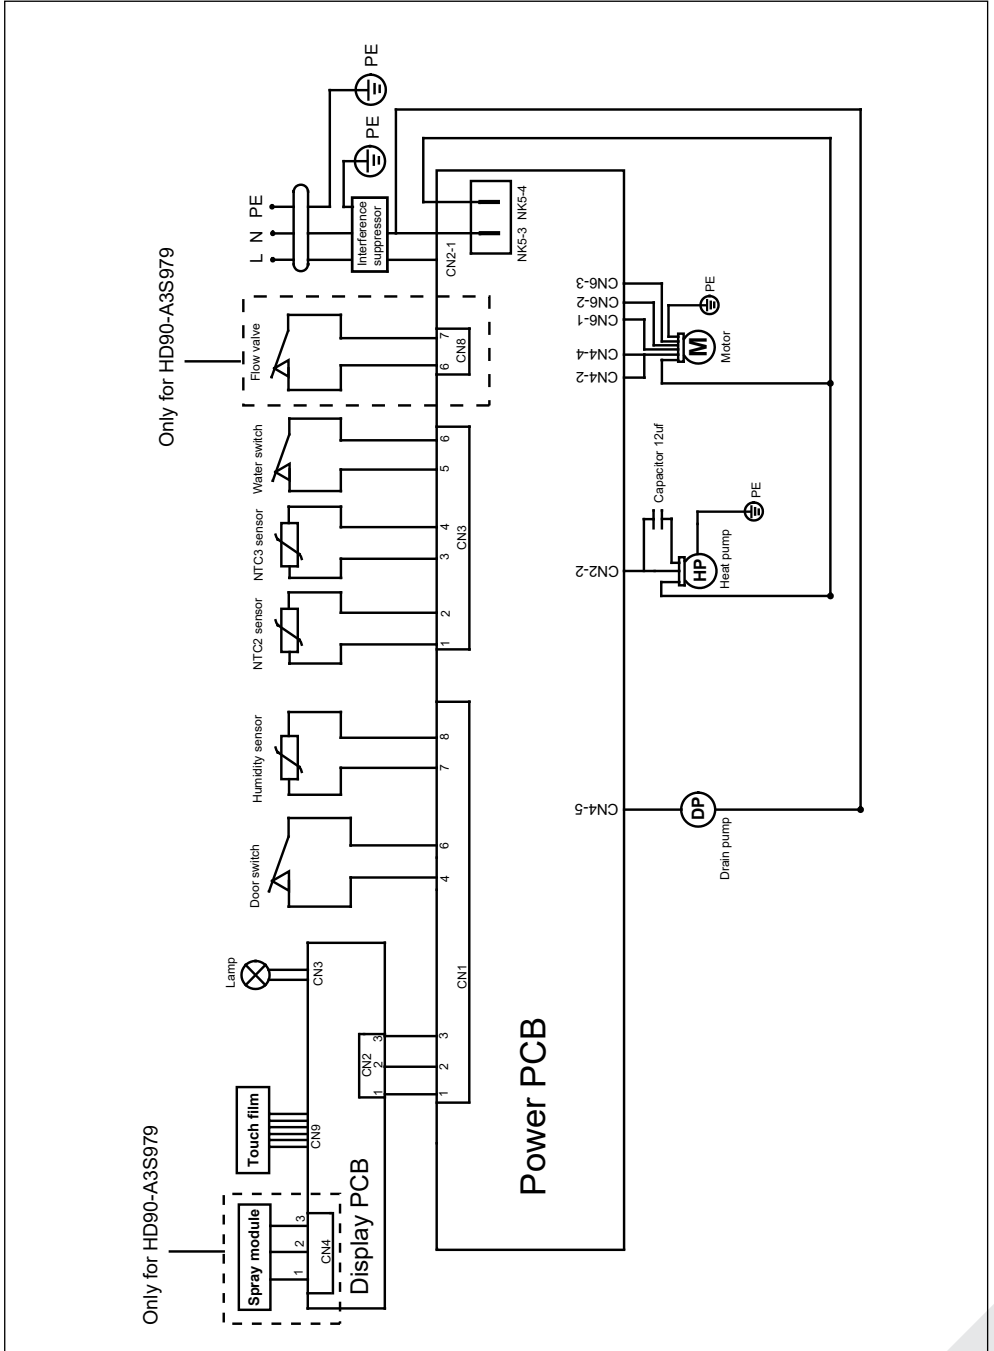 Only for HD90-A3S979
Spray module
1
2
3
CN4
Touch film
CN9
Display PCB
Lamp
CN3
CN2
1
2
3
1
2
3
CN1
Door switch
4
6
Humidity sensor
7
8
NTC2 sensor
1
2
NTC3 sensor
3
4
CN3
Water switch
5
6
Only for HD90-A3S979
Flow valve
6
7
CN8
L
N
PE
Interference
suppressor
PE
PE
CN2-1
NK5-3
NK5-4
Power PCB
CN4-5
DP
Drain pump
CN2-2
HP
Heat pump
PE
Capacitor 12uf
CN4-2
CN4-4
CN6-1
CN6-2
CN6-3
M
Motor
PE